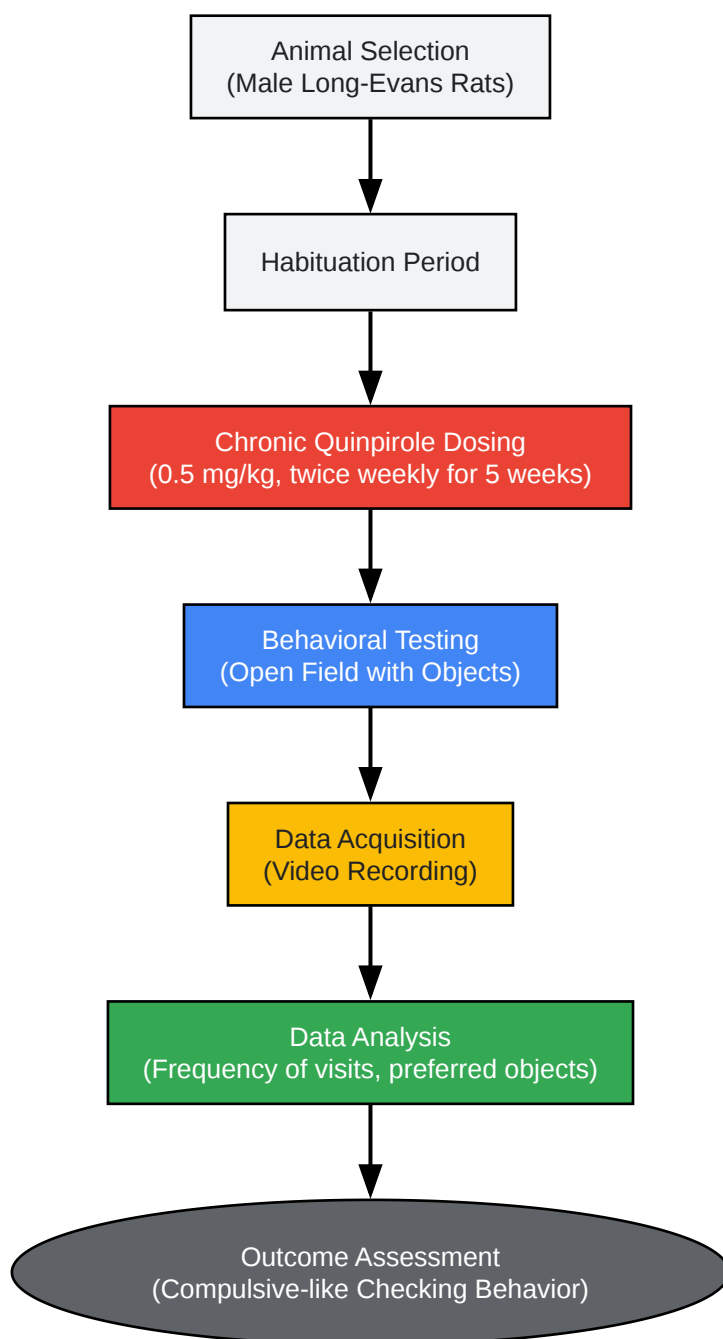 Animal Selection
(Male Long-Evans Rats)
Habituation Period
Chronic Quinpirole Dosing
(0.5 mg/kg, twice weekly for 5 weeks)
Behavioral Testing
(Open Field with Objects)
Data Acquisition
(Video Recording)
Data Analysis
(Frequency of visits, preferred objects)
Outcome Assessment
(Compulsive-like Checking Behavior)